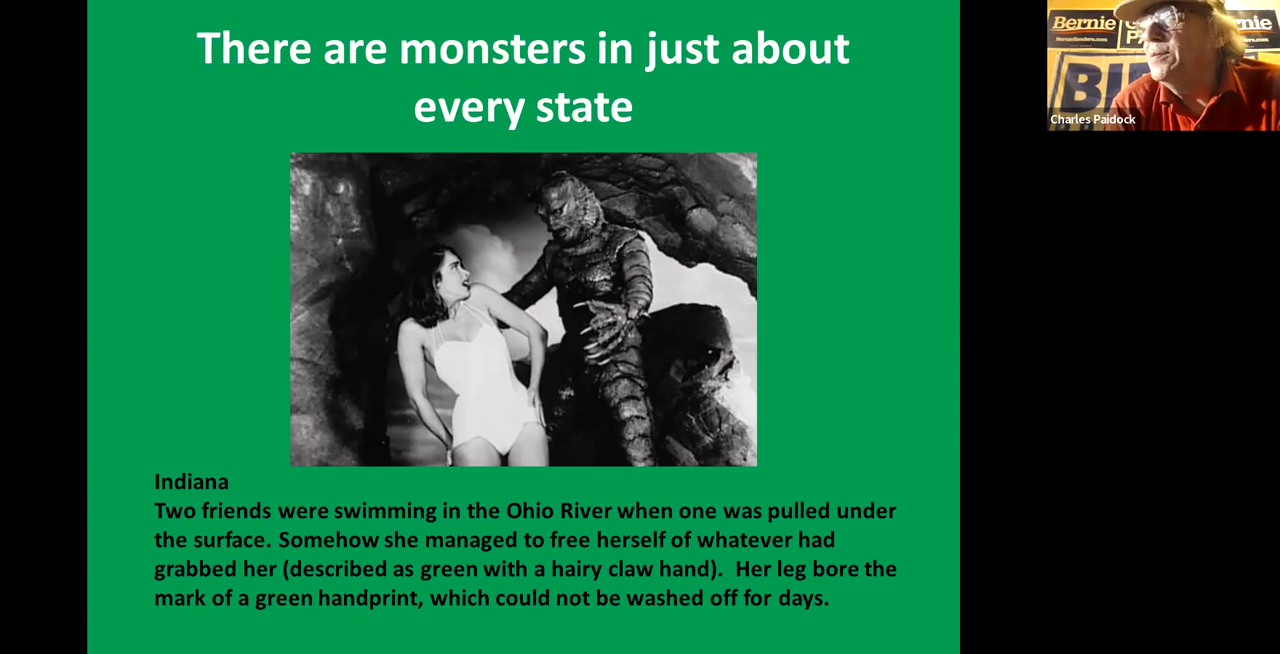 There are monsters in just about
every state
Indiana
Two friends were swimming in the Ohio River when one was pulled under
the surface. Somehow she managed to free herself of whatever had
grabbed her (described as green with a hairy claw hand).  Her leg bore the
mark of a green handprint, which could not be washed off for days.
Bernie
BernieSanders.com
Charles Paidock